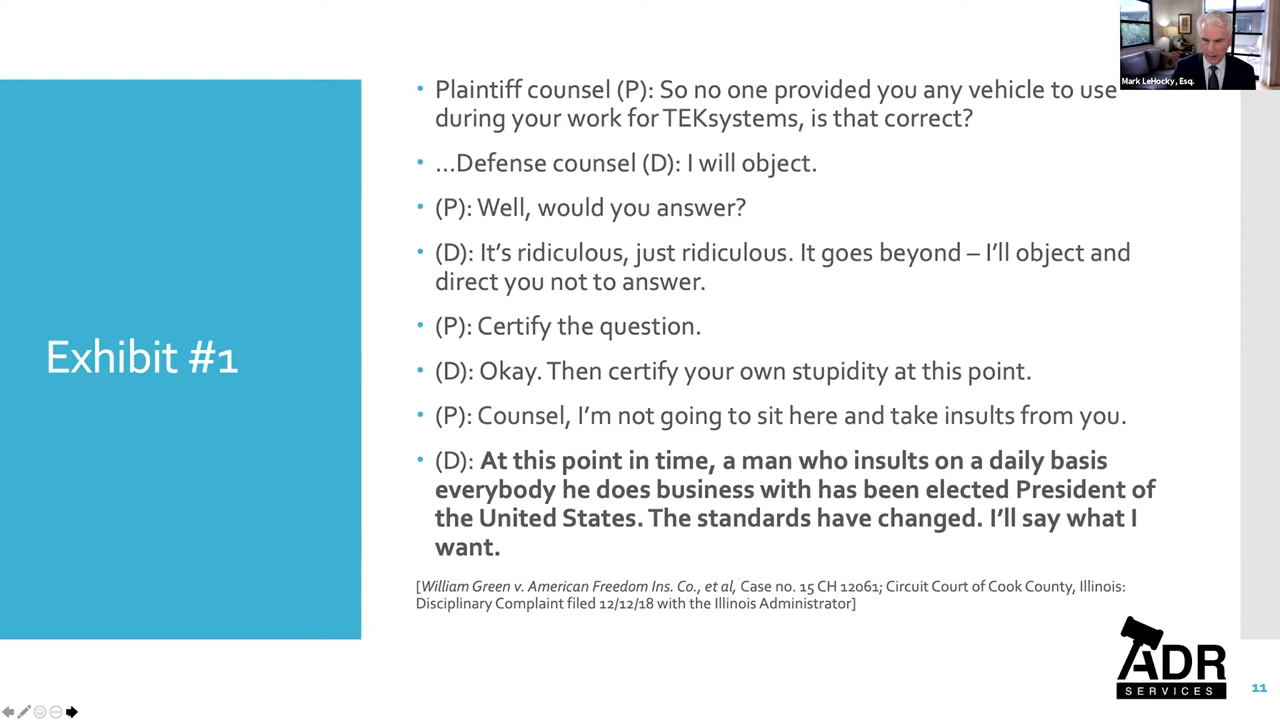 Mark LeHocky, Esq.
Exhibit #1
• Plaintiff counsel (P): So no one provided you any vehicle to use
during your work for TEKsystems, is that correct?
• …Defense counsel (D): I will object.
• (P): Well, would you answer?
• (D): It’s ridiculous, just ridiculous. It goes beyond – I’ll object and
direct you not to answer.
• (P): Certify the question.
• (D): Okay. Then certify your own stupidity at this point.
• (P): Counsel, I’m not going to sit here and take insults from you.
• (D): At this point in time, a man who insults on a daily basis
everybody he does business with has been elected President of
the United States. The standards have changed. I’ll say what I
want.
[William Green v. American Freedom Ins. Co., et al, Case no. 15 CH 12061; Circuit Court of Cook County, Illinois:
Disciplinary Complaint filed 12/12/18 with the Illinois Administrator]
ADR
SERVICES
11